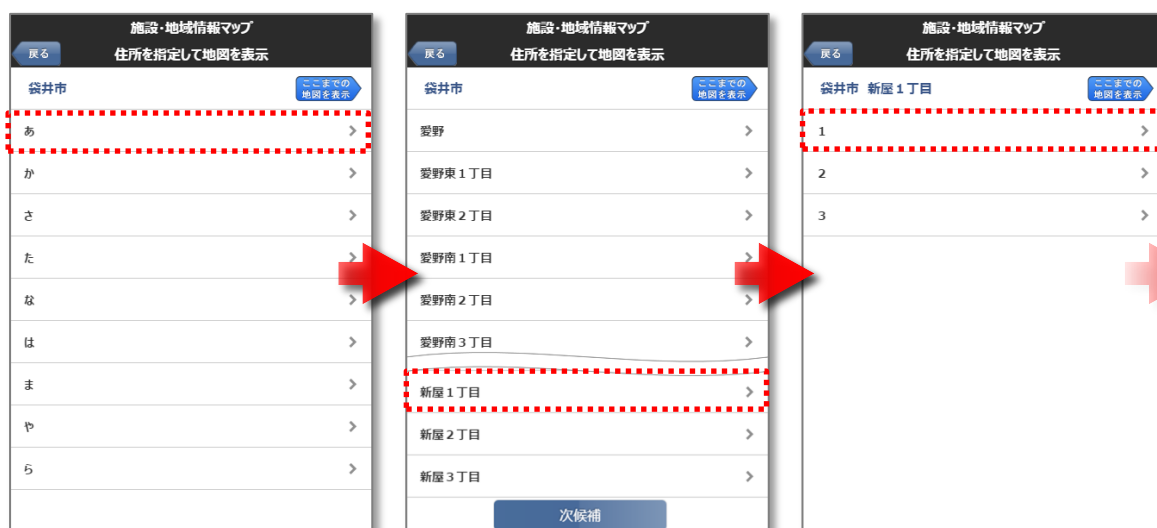 施設・地域情報マップ
戻る 住所を指定して地図を表示
袋井市 ここまでの
地図を表示
あ
か
さ
た
な
は
ま
や
ら
施設・地域情報マップ
戻る 住所を指定して地図を表示
袋井市 ここまでの
地図を表示
愛野
愛野東1丁目
愛野東2丁目
愛野南1丁目
愛野南2丁目
愛野南3丁目
新屋1丁目
新屋2丁目
新屋3丁目
次候補
施設・地域情報マップ
戻る 住所を指定して地図を表示
袋井市 新屋1丁目 ここまでの
地図を表示
1
2
3